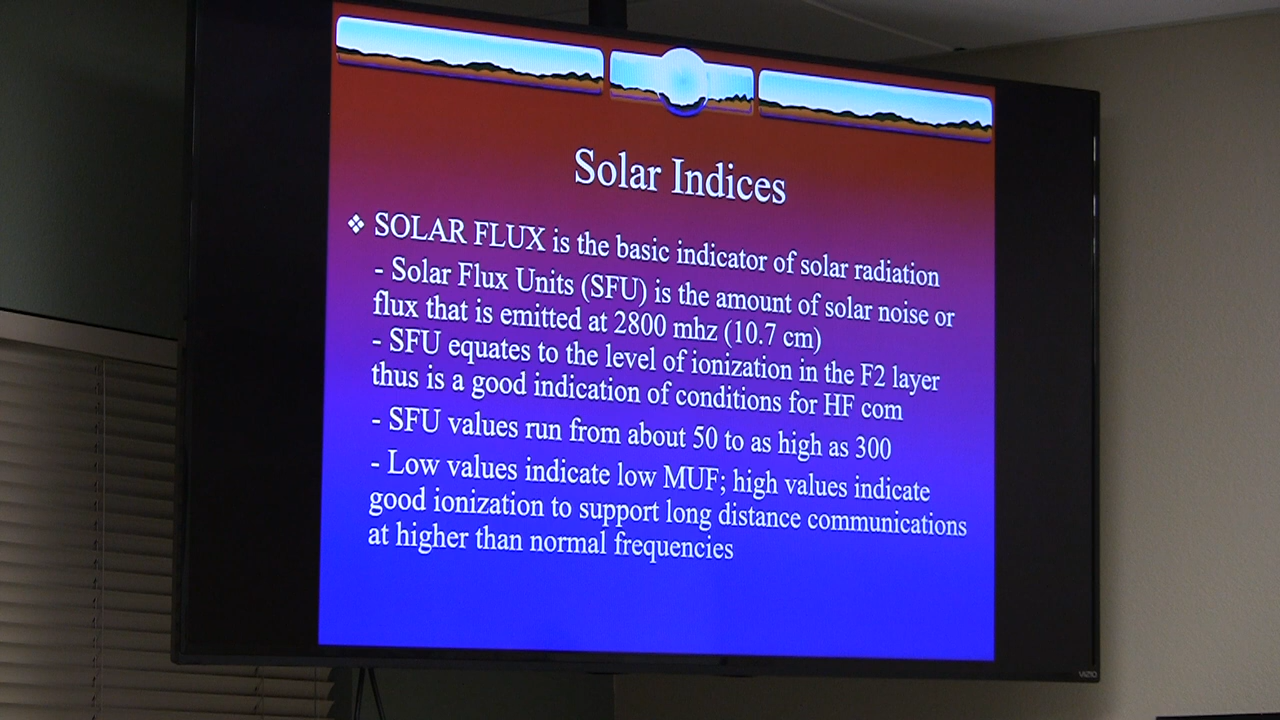 Solar Indices
❖ SOLAR FLUX is the basic indicator of solar radiation
- Solar Flux Units (SFU) is the amount of solar noise or
flux that is emitted at 2800 mhz (10.7 cm)
- SFU equates to the level of ionization in the F2 layer
thus is a good indication of conditions for HF com
- SFU values run from about 50 to as high as 300
- Low values indicate low MUF; high values indicate
good ionization to support long distance communications
at higher than normal frequencies
VIZIO